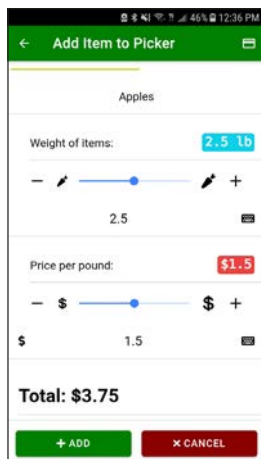 46% 12:36 PM
Add Item to Picker
Apples
Weight of items: 2.5 lb
2.5
Price per pound: $1.5
$ $
$ 1.5
Total: $3.75
+ ADD × CANCEL